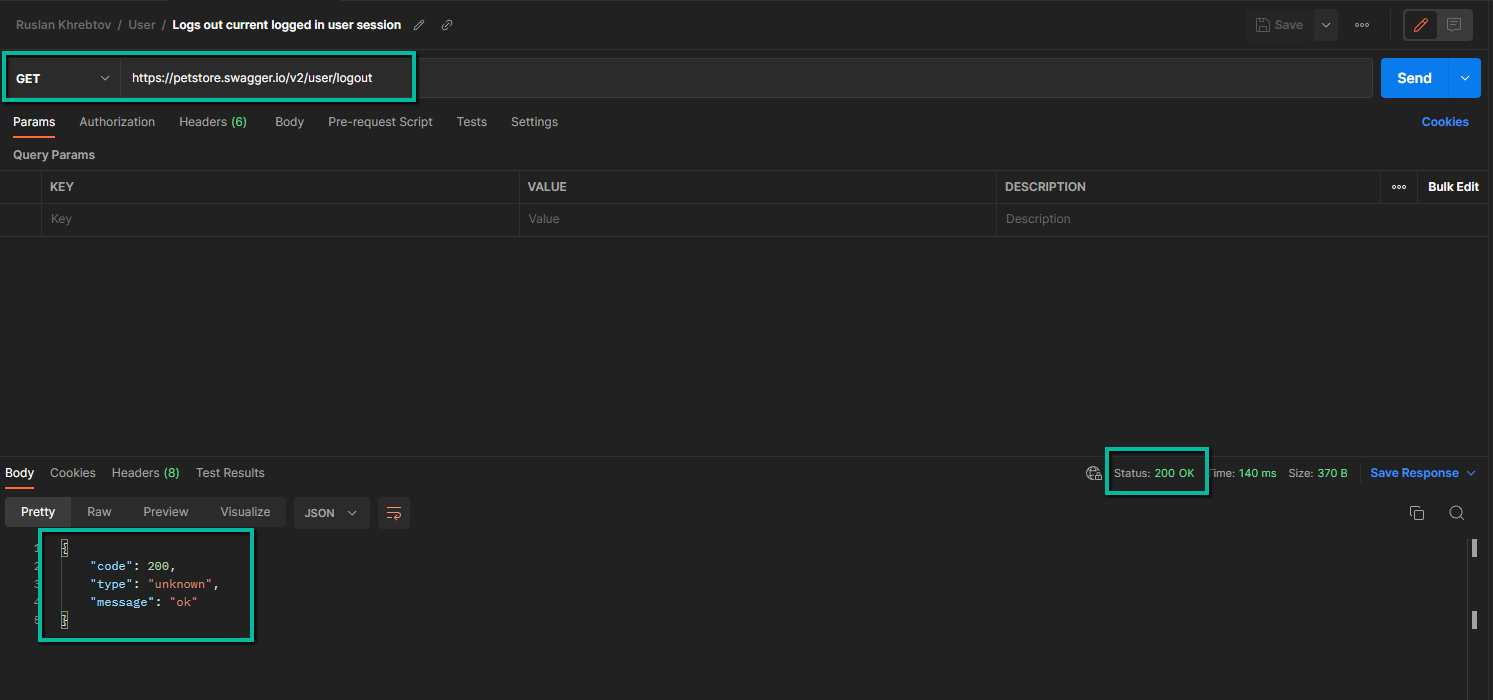 Ruslan Khrebtov / User / Logs out current logged in user session
Save
GET https://petstore.swagger.io/v2/user/logout
Send
Params Authorization Headers (6) Body Pre-request Script Tests Settings Cookies
Query Params
KEY VALUE DESCRIPTION Bulk Edit
Key Value Description
Body Cookies Headers (8) Test Results Status: 200 OK ime: 140 ms Size: 370 B Save Response
Pretty Raw Preview Visualize JSON
1 {
2 "code": 200,
3 "type": "unknown",
4 "message": "ok"
5 }